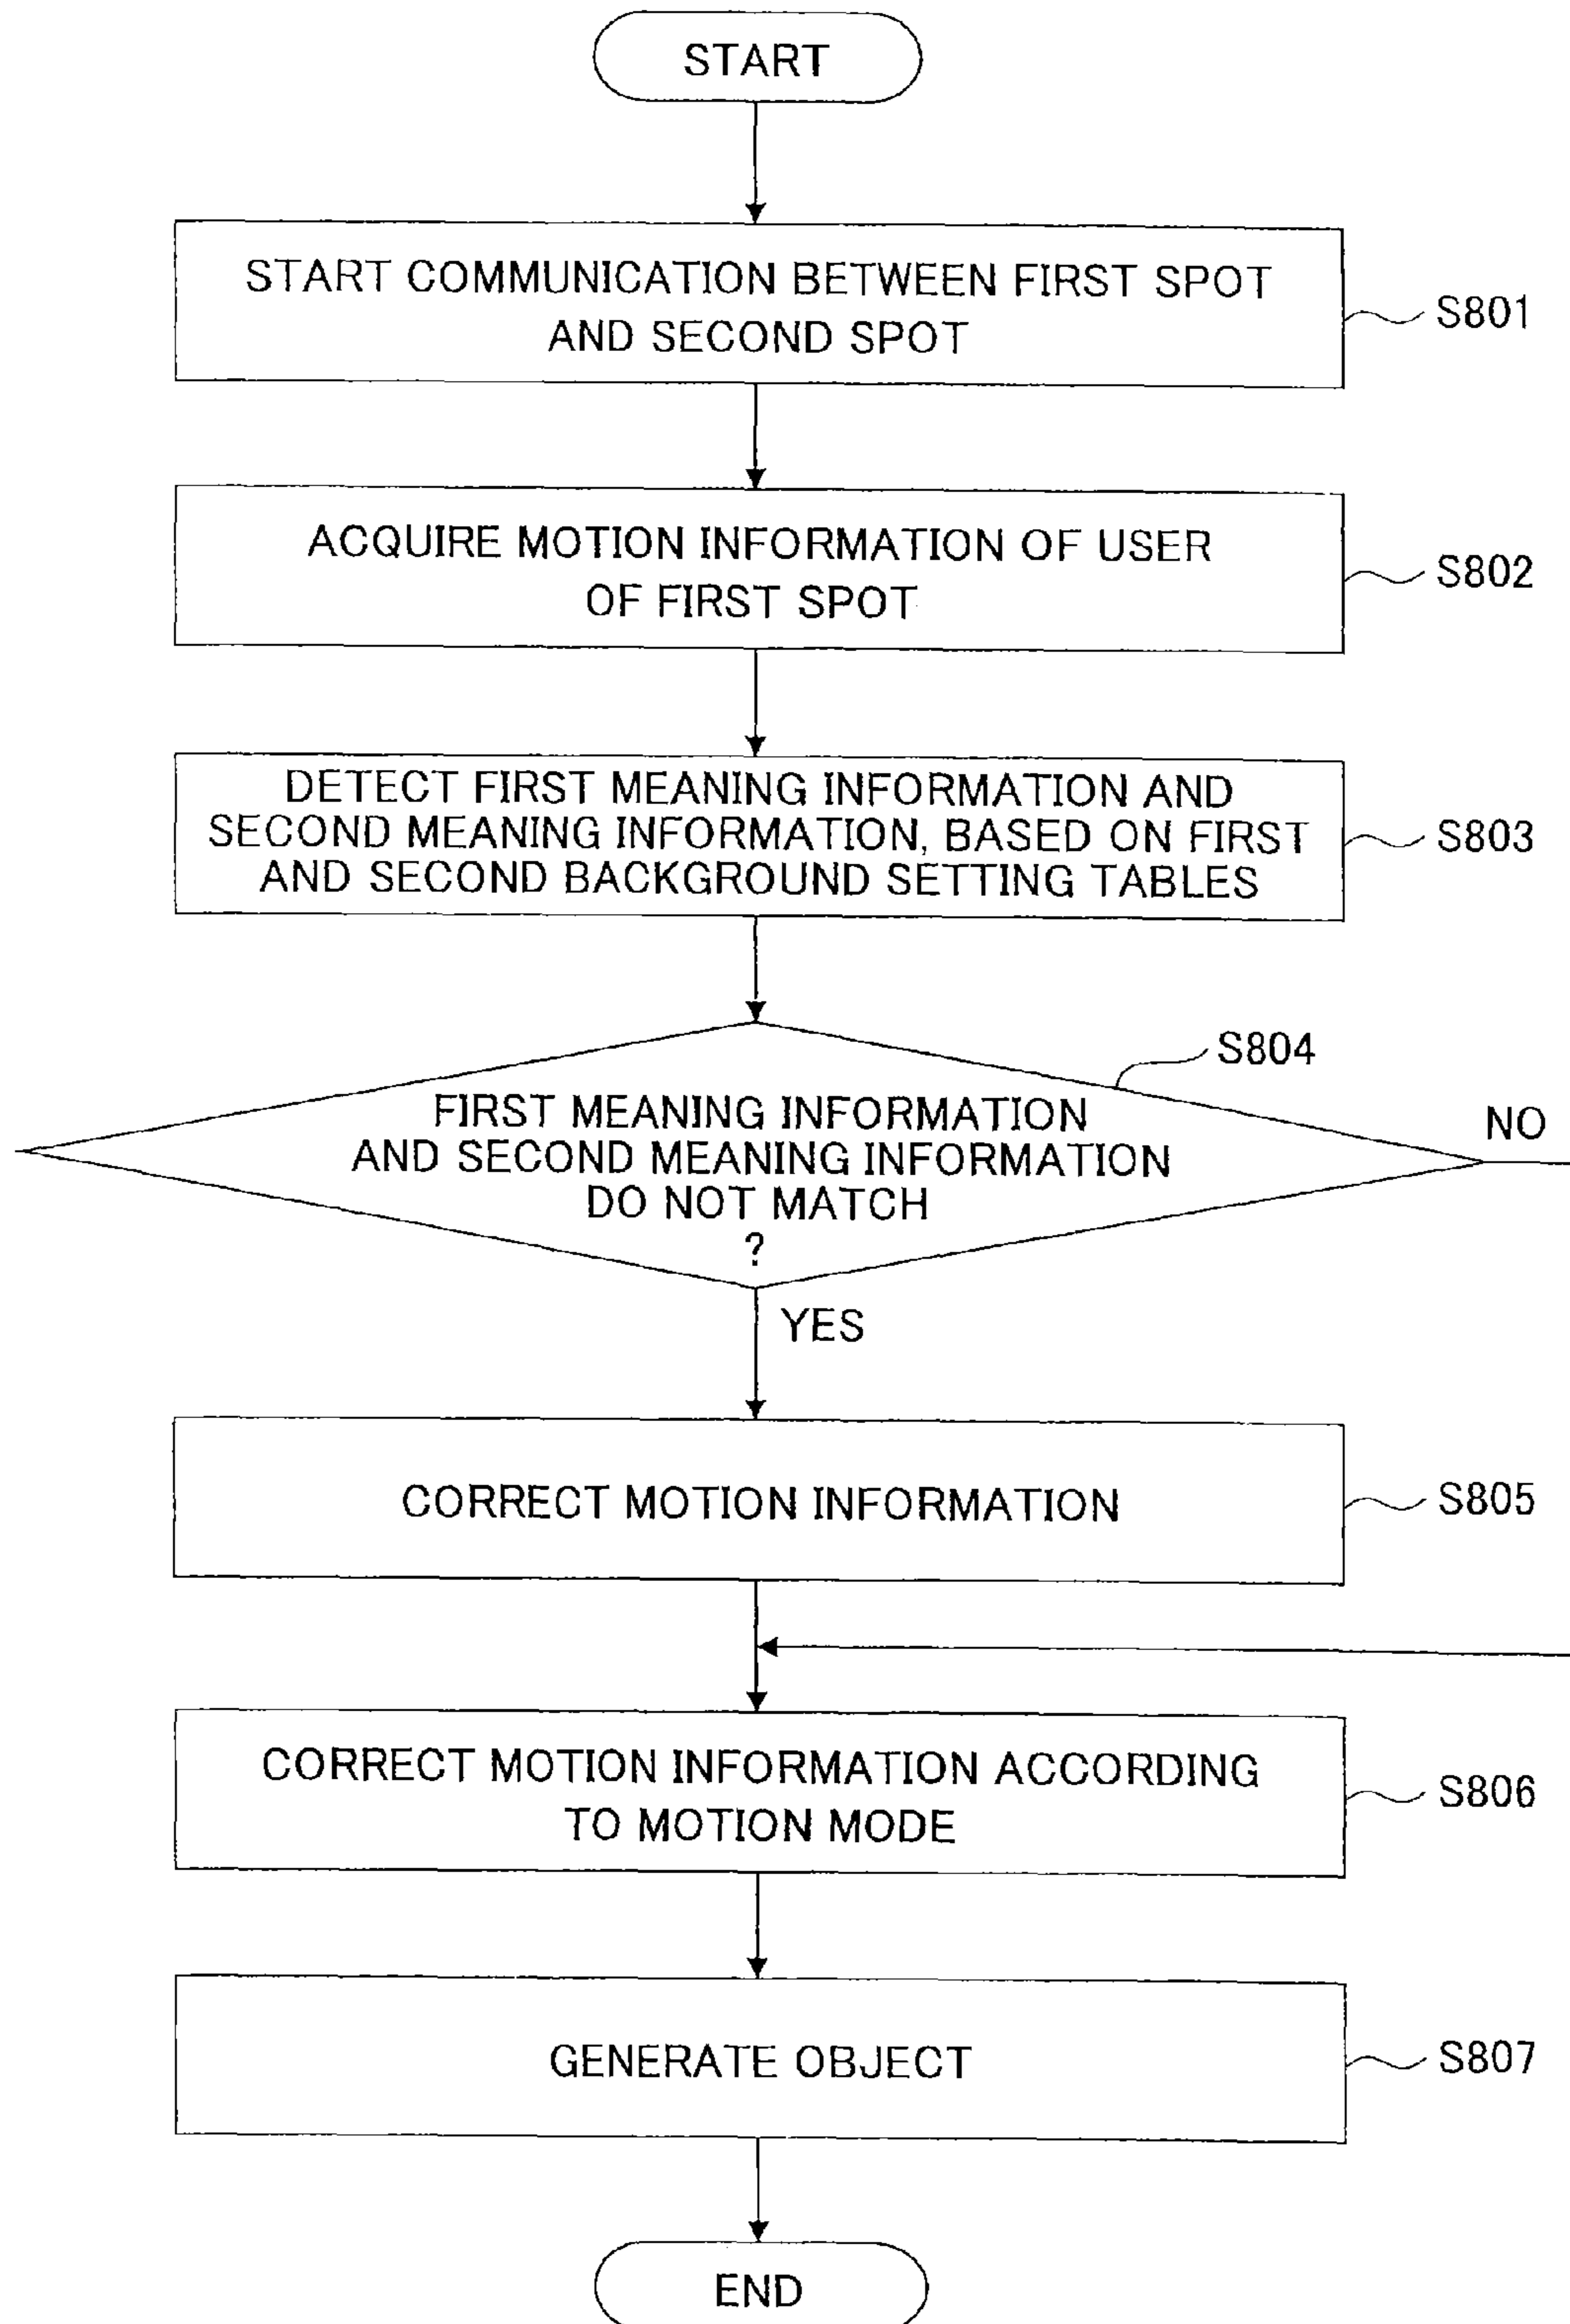 START
START COMMUNICATION BETWEEN FIRST SPOT
AND SECOND SPOT
S801
ACQUIRE MOTION INFORMATION OF USER
OF FIRST SPOT
S802
DETECT FIRST MEANING INFORMATION AND
SECOND MEANING INFORMATION, BASED ON FIRST
AND SECOND BACKGROUND SETTING TABLES
S803
S804
FIRST MEANING INFORMATION
AND SECOND MEANING INFORMATION
DO NOT MATCH
?
NO
YES
CORRECT MOTION INFORMATION
S805
CORRECT MOTION INFORMATION ACCORDING
TO MOTION MODE
S806
GENERATE OBJECT
S807
END